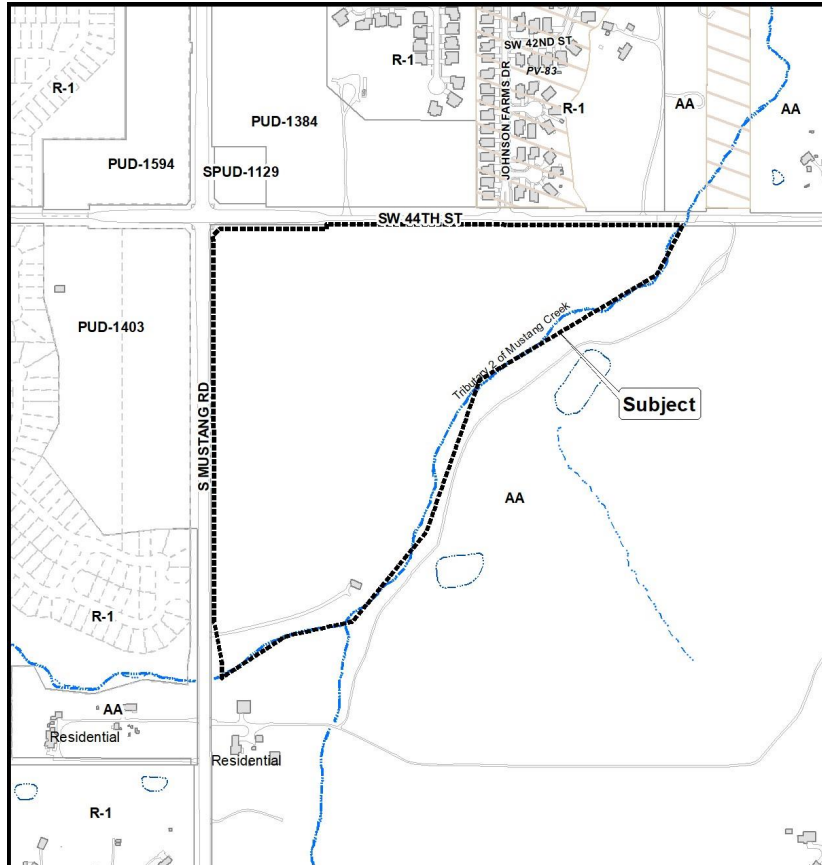 SW 42ND ST
R-1
PV-83
R-1
JOHNSON FARMS DR
R-1
AA
AA
PUD-1384
PUD-1594
SPUD-1129
SW 44TH ST
Tributary 2 of Mustang Creek
PUD-1403
S MUSTANG RD
Subject
AA
R-1
AA
Residential
Residential
R-1